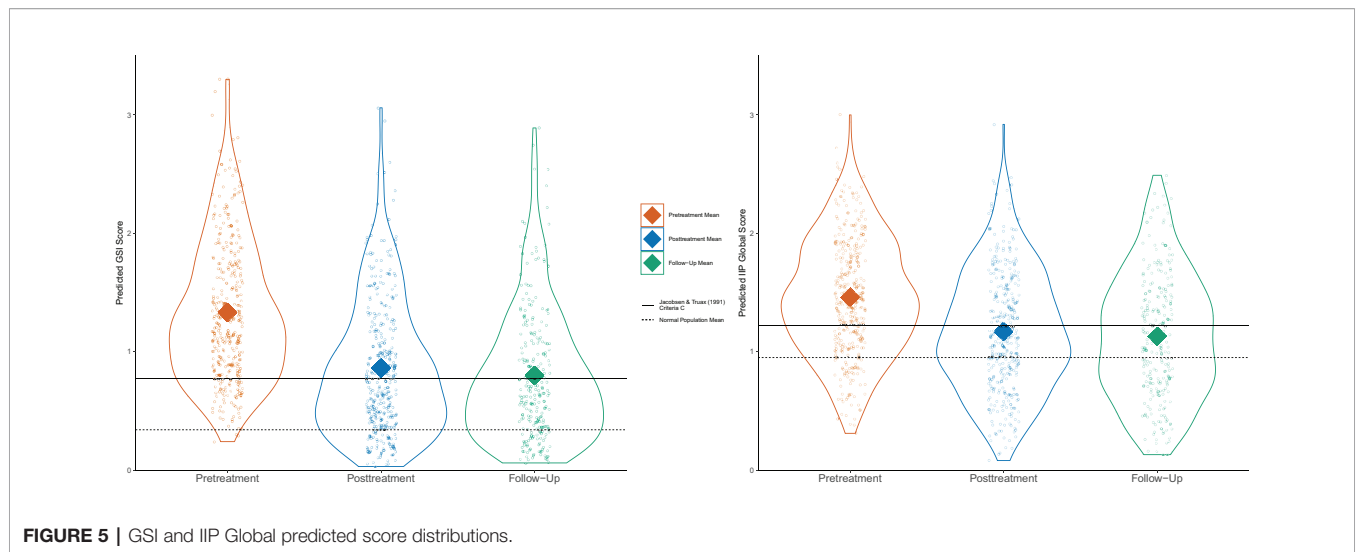 3
2
1
0
Predicted GSI Score
Pretreatment
Posttreatment
Follow-Up
Pretreatment Mean
Posttreatment Mean
Follow-Up Mean
Jacobsen & Truax (1991)
Criteria C
Normal Population Mean
3
2
1
0
Predicted IIP Global Score
Pretreatment
Posttreatment
Follow-Up
FIGURE 5 | GSI and IIP Global predicted score distributions.